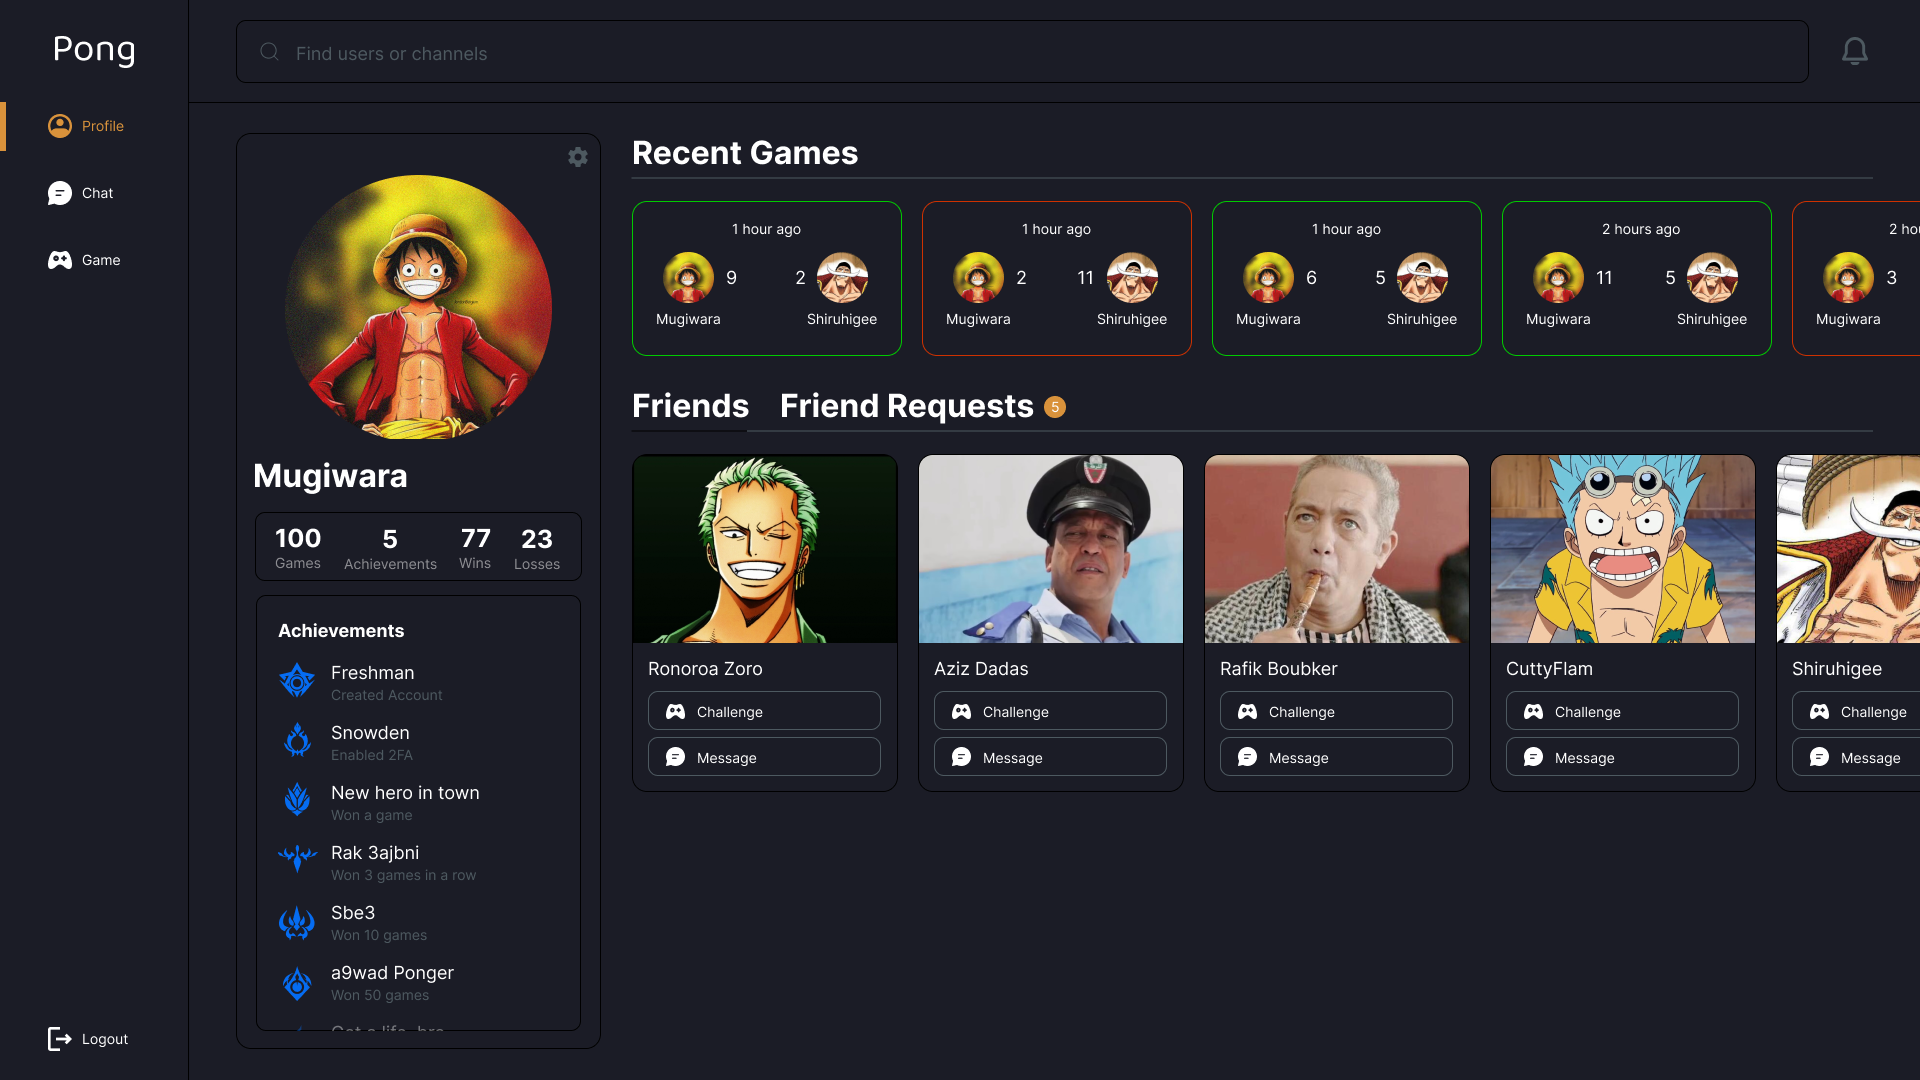 Pong
Find users or channels
Profile
Chat
Game
Logout
Mugiwara
100 5 77 23
Games Achievements Wins Losses
Achievements
Freshman
Created Account
Snowden
Enabled 2FA
New hero in town
Won a game
Rak 3ajbni
Won 3 games in a row
Sbe3
Won 10 games
a9wad Ponger
Won 50 games
Recent Games
1 hour ago
9 2
Mugiwara Shiruhigee
1 hour ago
2 11
Mugiwara Shiruhigee
1 hour ago
6 5
Mugiwara Shiruhigee
2 hours ago
11 5
Mugiwara Shiruhigee
2 hou
3
Mugiwara
Friends Friend Requests 5
Ronoroa Zoro
Challenge
Message
Aziz Dadas
Challenge
Message
Rafik Boubker
Challenge
Message
CuttyFlam
Challenge
Message
Shiruhigee
Challenge
Message